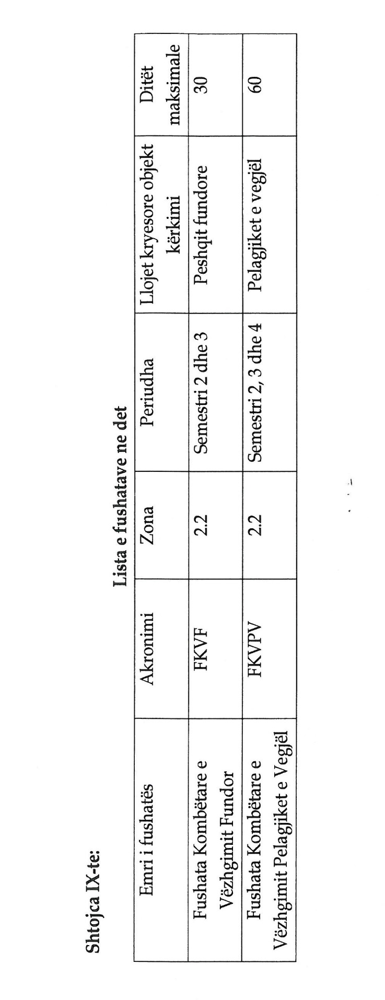 Shtojca IX-te:
Lista e fushatave ne det
Emri i fushatës Akronimi Zona Periudha Llojet kryesore objekt kërkimi Ditët maksimale
Fushata Kombëtare e Vëzhgimit Fundor FKVF 2.2 Semestri 2 dhe 3 Peshqit fundore 30
Fushata Kombëtare e Vëzhgimit Pelagjiket e Vegjël FKVPV 2.2 Semestri 2, 3 dhe 4 Pelagjiket e vegjël 60